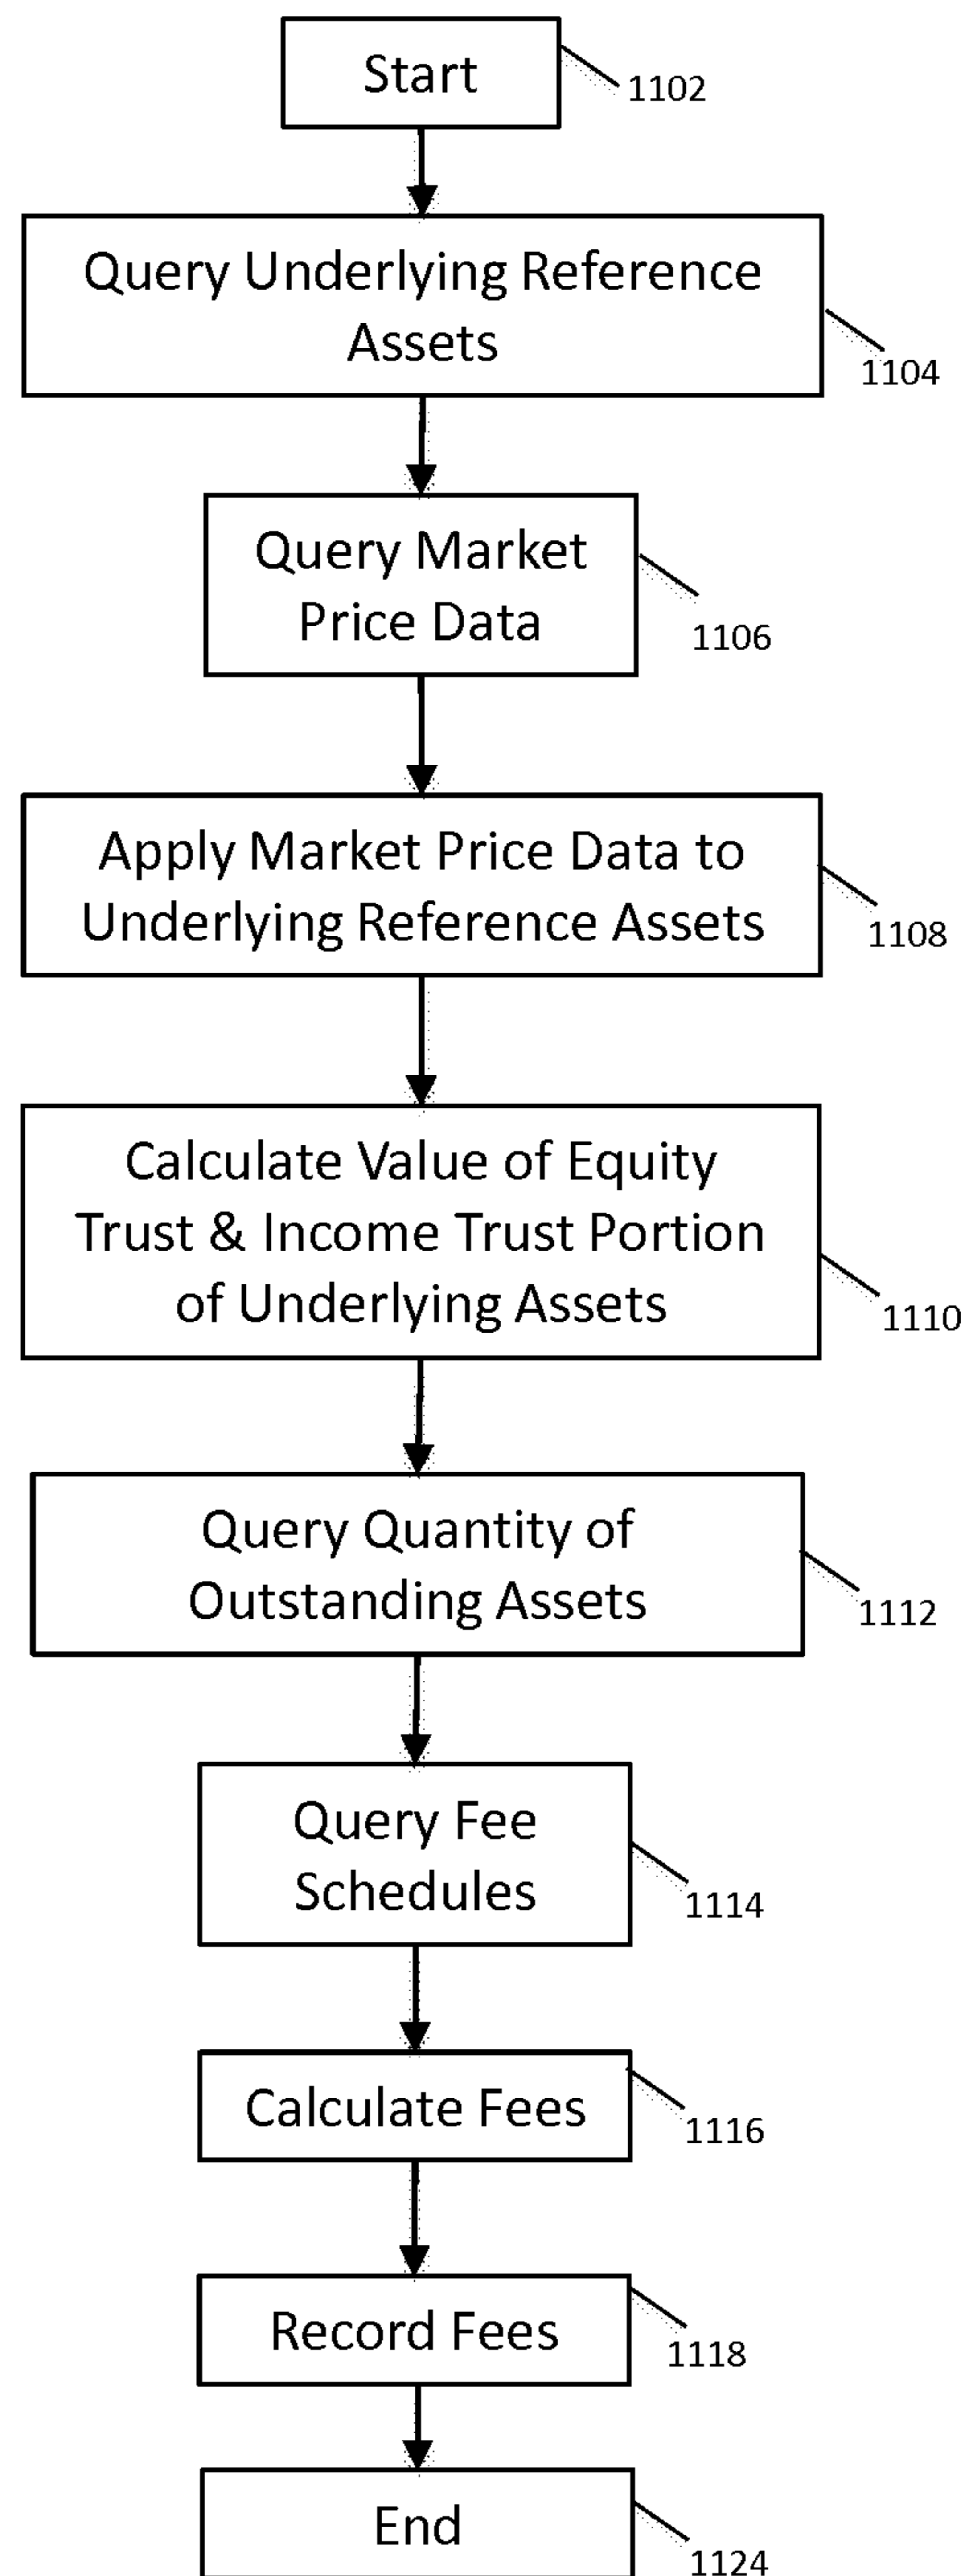 Start
1102
Query Underlying Reference
Assets
1104
Query Market
Price Data
1106
Apply Market Price Data to
Underlying Reference Assets
1108
Calculate Value of Equity
Trust & Income Trust Portion
of Underlying Assets
1110
Query Quantity of
Outstanding Assets
1112
Query Fee
Schedules
1114
Calculate Fees
1116
Record Fees
1118
End
1124